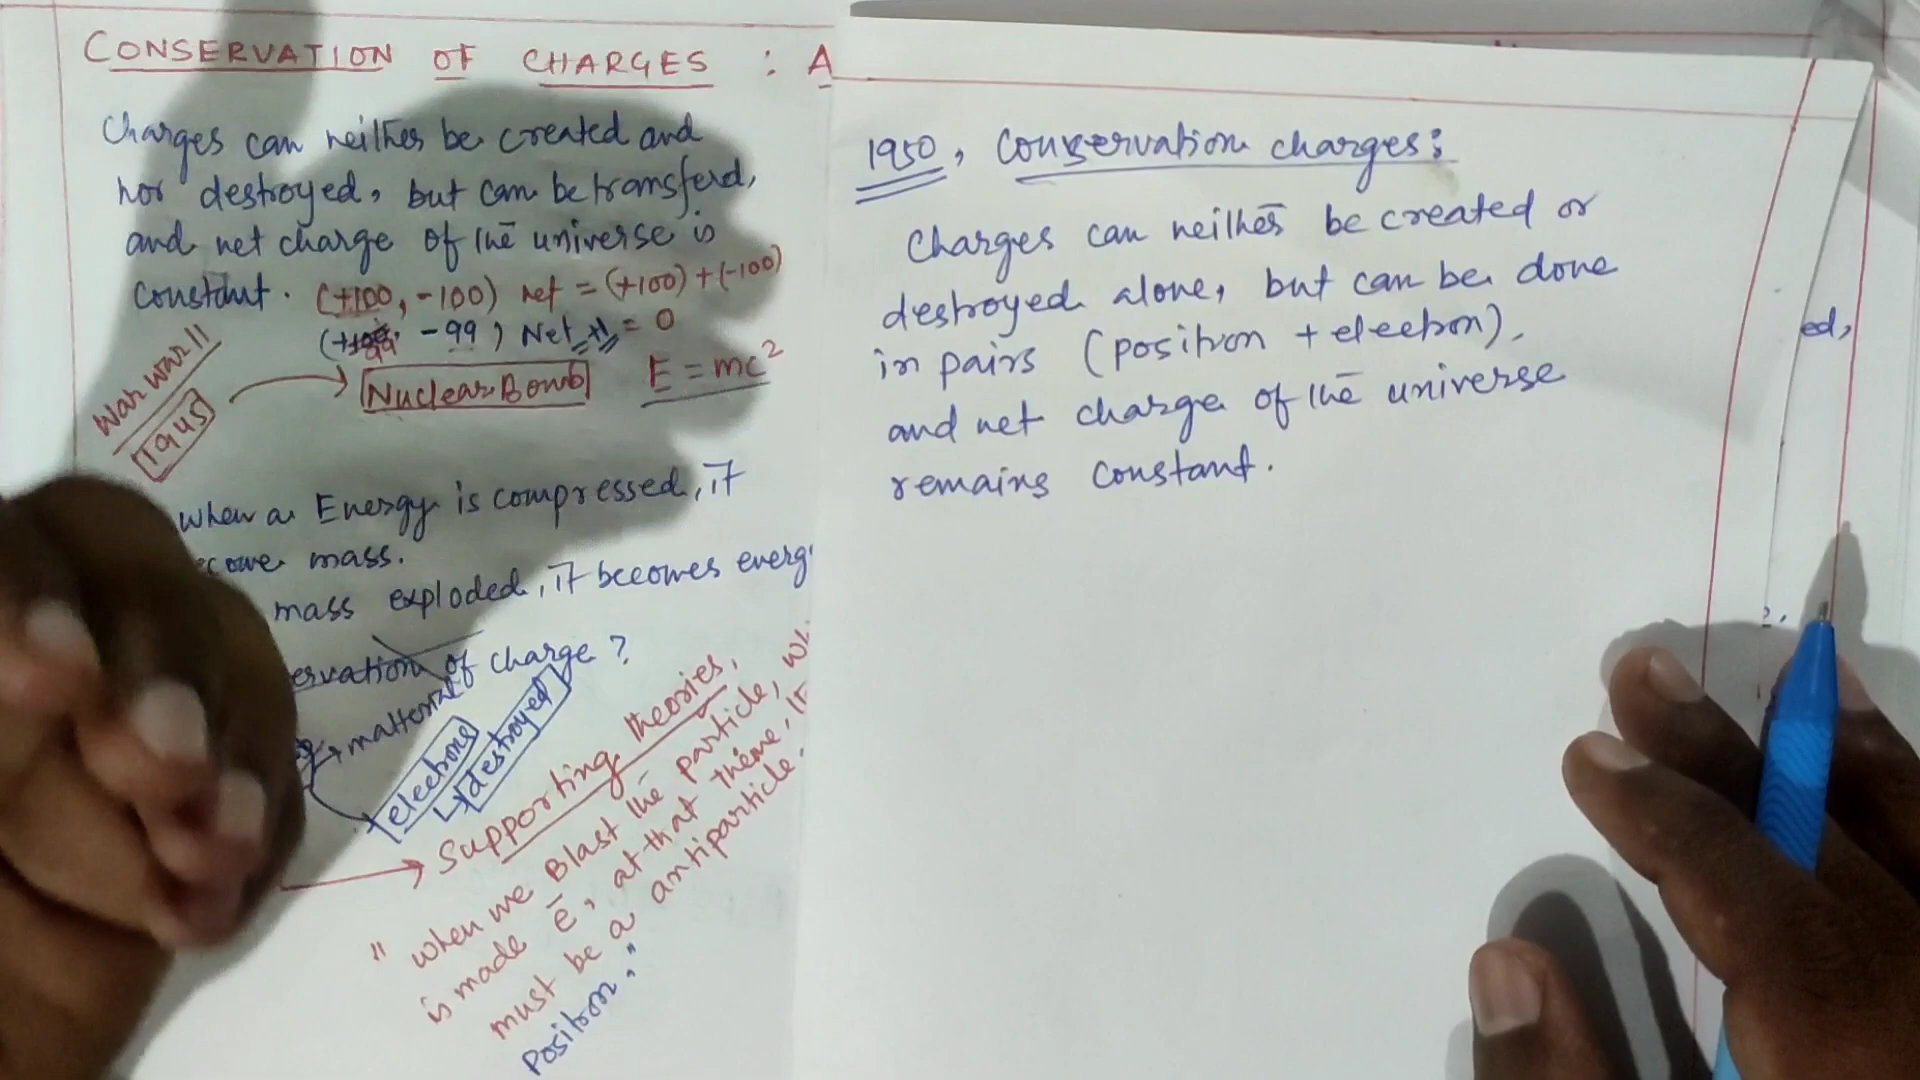 CONSERVATION OF CHARGES : A
Charges can neither be created and
nor destroyed, but can be transferd,
and net charge of the universe is
constant. (+100, -100) net = (+100) + (-100)
(+99, -99) Net = 0
War war II
1945
Nuclear Bomb E = mc²
when a Energy is compressed, it
mass.
mass exploded, it becomes energ
ervation of charge?
electrons
↳ destroyed
→ Supporting theories,
" when we Blast the particle,
is made e, at that theme, it
must be a antiparticle.
Positron."
1950, Conservation charges:
Charges can neither be created or
destroyed alone, but can be done
in pairs (position + electron),
and net charge of the universe
remains constant.
ed,